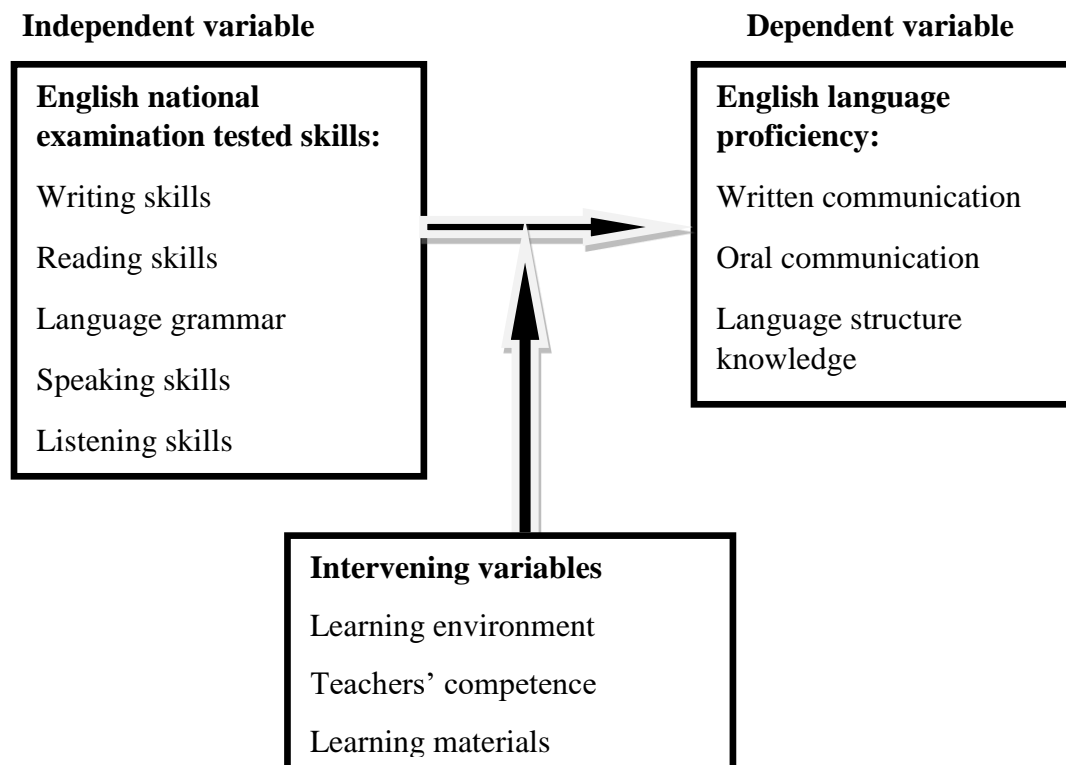 Independent variable
Dependent variable
English national
examination tested skills:
Writing skills
Reading skills
Language grammar
Speaking skills
Listening skills
English language
proficiency:
Written communication
Oral communication
Language structure
knowledge
Intervening variables
Learning environment
Teachers’ competence
Learning materials